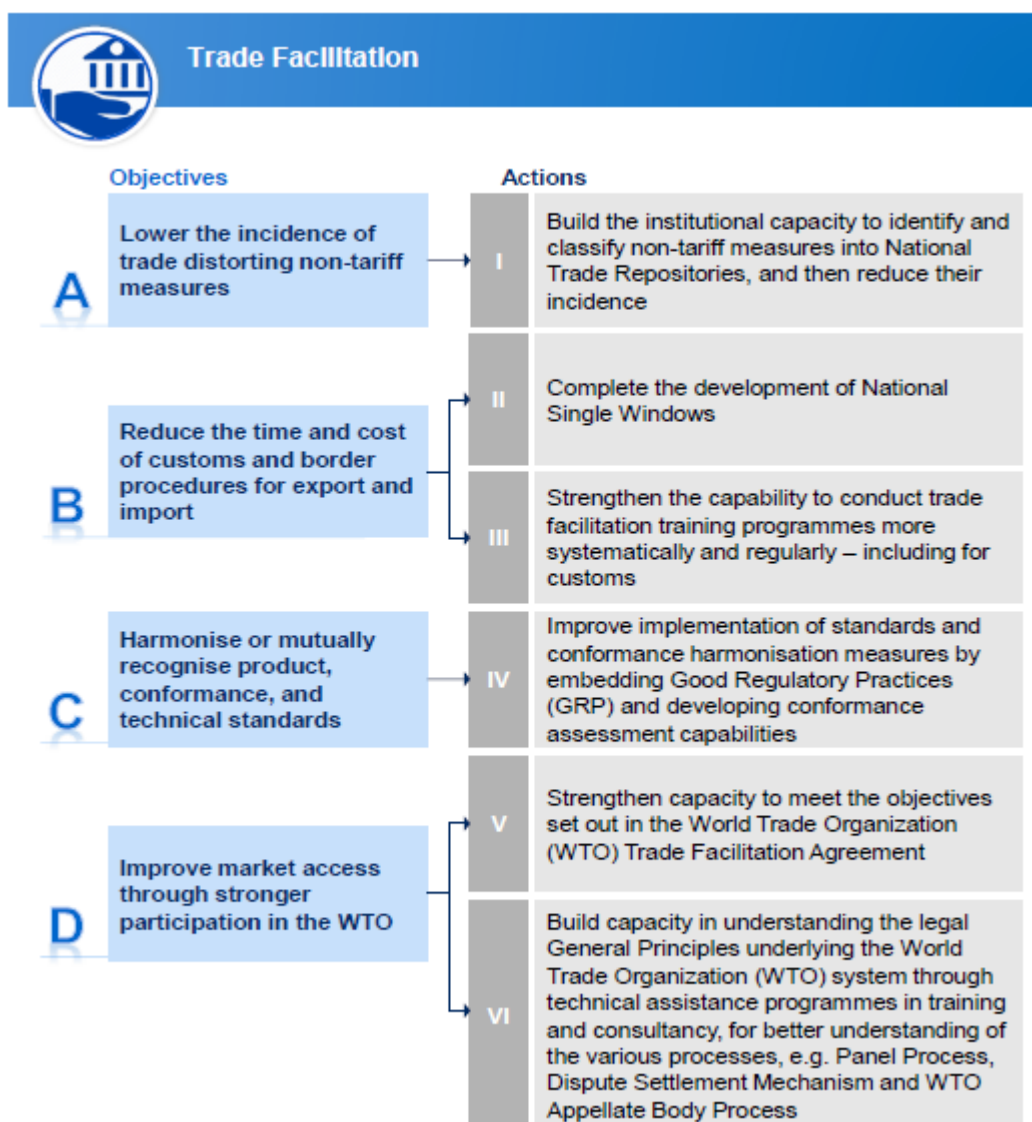 Trade Facilitation
Objectives
Actions
A
Lower the incidence of
trade distorting non-tariff
measures
I
Build the institutional capacity to identify and
classify non-tariff measures into National
Trade Repositories, and then reduce their
incidence
B
Reduce the time and cost
of customs and border
procedures for export and
import
II
Complete the development of National
Single Windows
III
Strengthen the capability to conduct trade
facilitation training programmes more
systematically and regularly – including for
customs
C
Harmonise or mutually
recognise product,
conformance, and
technical standards
IV
Improve implementation of standards and
conformance harmonisation measures by
embedding Good Regulatory Practices
(GRP) and developing conformance
assessment capabilities
D
Improve market access
through stronger
participation in the WTO
V
Strengthen capacity to meet the objectives
set out in the World Trade Organization
(WTO) Trade Facilitation Agreement
VI
Build capacity in understanding the legal
General Principles underlying the World
Trade Organization (WTO) system through
technical assistance programmes in training
and consultancy, for better understanding of
the various processes, e.g. Panel Process,
Dispute Settlement Mechanism and WTO
Appellate Body Process